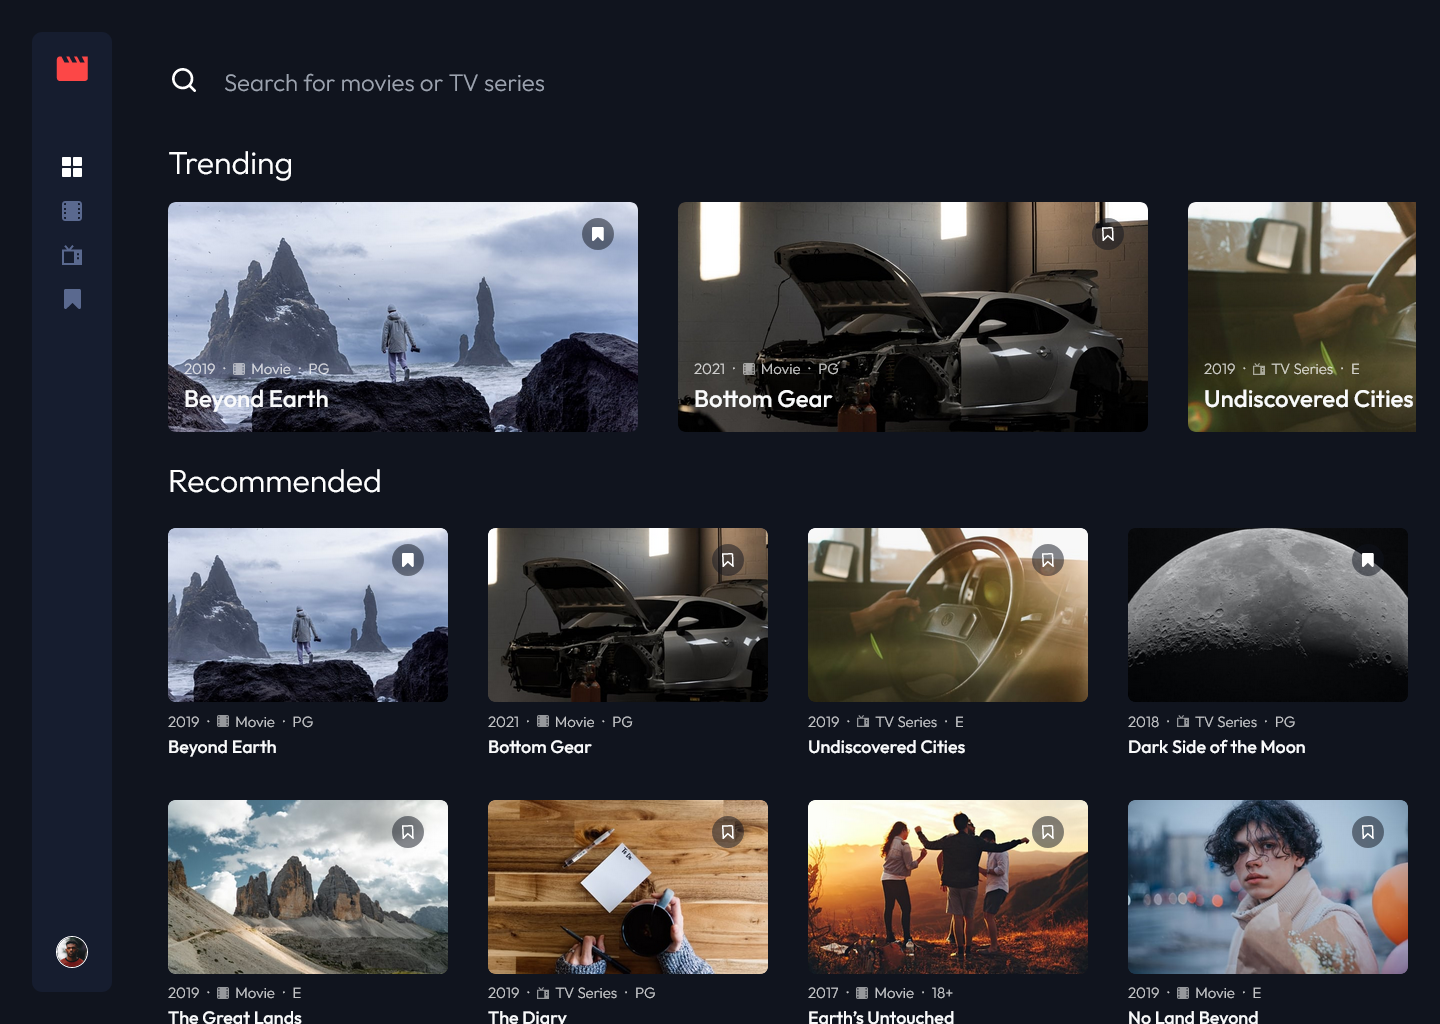 Search for movies or TV series
Trending
2019 · Movie · PG
Beyond Earth
2021 · Movie · PG
Bottom Gear
2019 · TV Series · E
Undiscovered Cities
Recommended
2019 · Movie · PG
Beyond Earth
2021 · Movie · PG
Bottom Gear
2019 · TV Series · E
Undiscovered Cities
2018 · TV Series · PG
Dark Side of the Moon
2019 · Movie · E
The Great Lands
2019 · TV Series · PG
The Diary
2017 · Movie · 18+
Earth’s Untouched
2019 · Movie · E
No Land Beyond